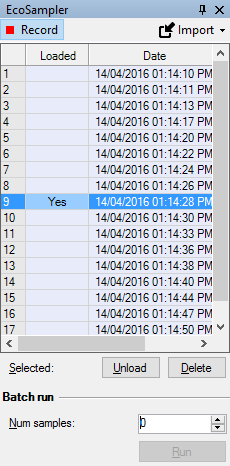 EcoSampler
Record Import
Loaded Date
1 14/04/2016 01:14:10 PM
2 14/04/2016 01:14:11 PM
3 14/04/2016 01:14:13 PM
4 14/04/2016 01:14:17 PM
5 14/04/2016 01:14:20 PM
6 14/04/2016 01:14:22 PM
7 14/04/2016 01:14:24 PM
8 14/04/2016 01:14:26 PM
9 Yes 14/04/2016 01:14:28 PM
10 14/04/2016 01:14:30 PM
11 14/04/2016 01:14:33 PM
12 14/04/2016 01:14:36 PM
13 14/04/2016 01:14:38 PM
14 14/04/2016 01:14:40 PM
15 14/04/2016 01:14:44 PM
16 14/04/2016 01:14:47 PM
17 14/04/2016 01:14:50 PM
Selected: Unload Delete
Batch run
Num samples: 0
Run